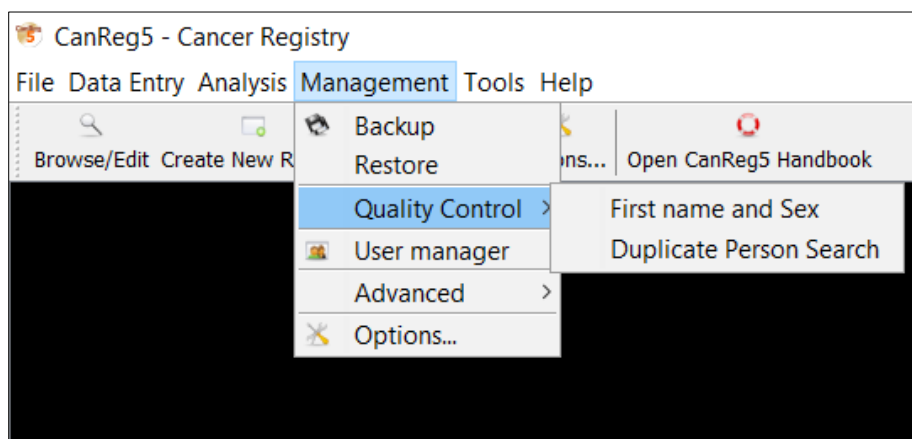 CanReg5 - Cancer Registry
File Data Entry Analysis Management Tools Help
Browse/Edit Create New R ons... Open CanReg5 Handbook
Backup
Restore
Quality Control
First name and Sex
User manager
Duplicate Person Search
Advanced
Options...